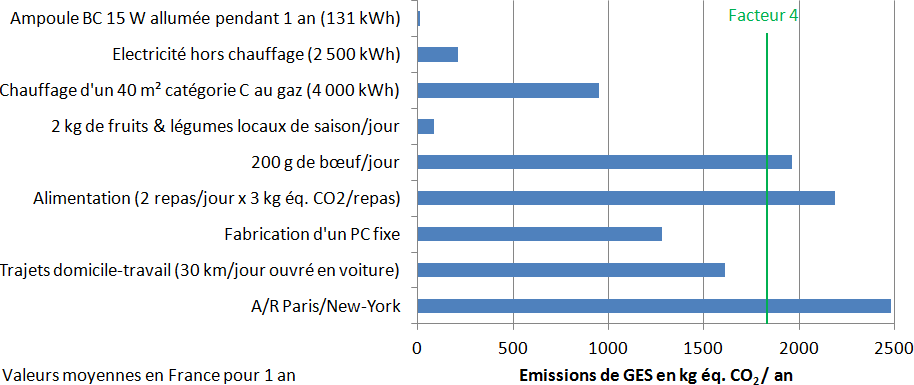 Ampoule BC 15 W allumée pendant 1 an (131 kWh)
Facteur 4
Electricité hors chauffage (2 500 kWh)
Chauffage d'un 40 m² catégorie C au gaz (4 000 kWh)
2 kg de fruits & légumes locaux de saison/jour
200 g de bœuf/jour
Alimentation (2 repas/jour x 3 kg éq. CO2/repas)
Fabrication d'un PC fixe
Trajets domicile-travail (30 km/jour ouvré en voiture)
A/R Paris/New-York
0 500 1000 1500 2000 2500
Valeurs moyennes en France pour 1 an
Emissions de GES en kg éq. CO₂/ an